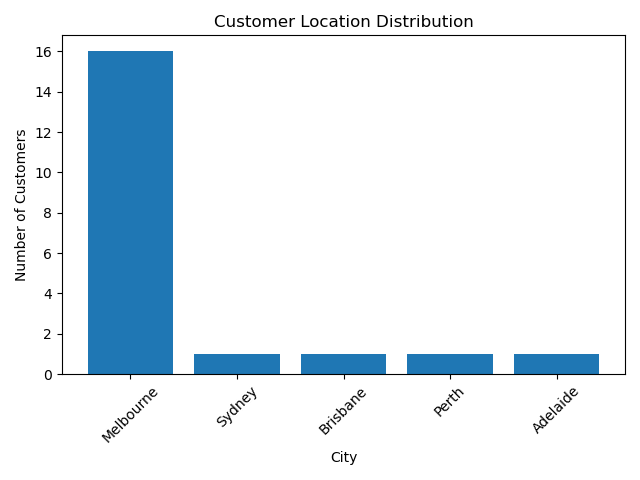 Customer Location Distribution
16
14
12
10
8
6
4
2
0
Number of Customers
Melbourne
Sydney
Brisbane
Perth
Adelaide
City